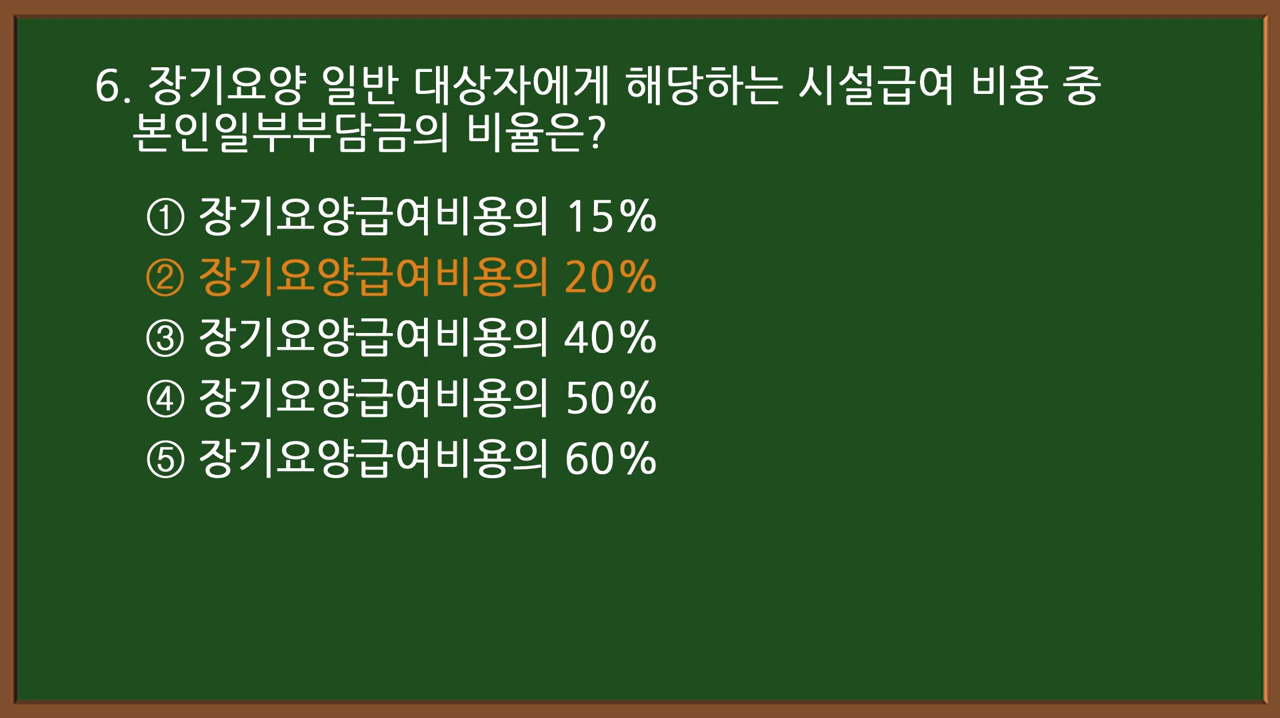 6. 장기요양 일반 대상자에게 해당하는 시설급여 비용 중
본인일부부담금의 비율은?
① 장기요양급여비용의 15%
② 장기요양급여비용의 20%
③ 장기요양급여비용의 40%
④ 장기요양급여비용의 50%
⑤ 장기요양급여비용의 60%